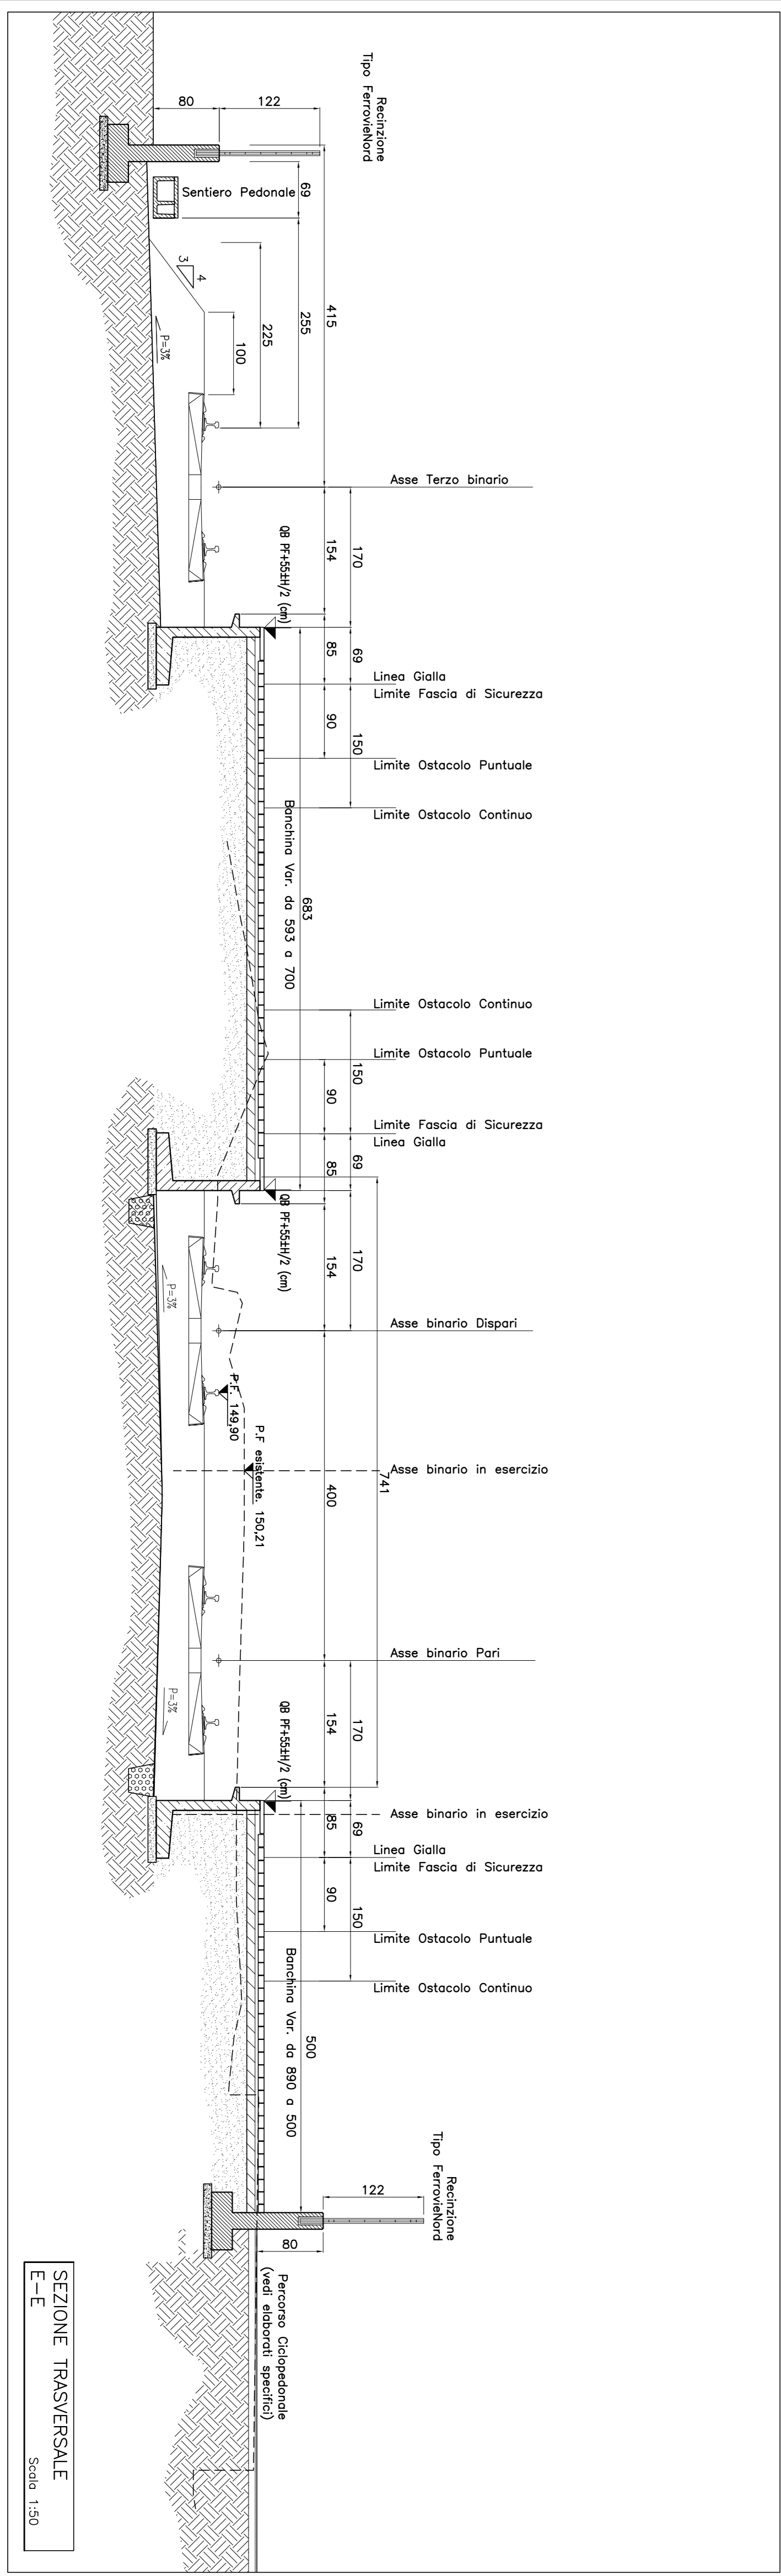 Recinzione
Tipo FerrovieNord
122
80
Sentiero Pedonale
69
3
4
P=3%
415
255
225
100
Asse Terzo binario
170
154
QB PF+55±H/2 (cm)
69
85
Linea Gialla
Limite Fascia di Sicurezza
150
90
Limite Ostacolo Puntuale
Limite Ostacolo Continuo
683
Banchina Var. da 593 a 700
Limite Ostacolo Continuo
Limite Ostacolo Puntuale
150
90
Limite Fascia di Sicurezza
Linea Gialla
69
85
QB PF+55±H/2 (cm)
170
154
P=3%
Asse binario Dispari
P.F. 149,90
P.F esistente. 150,21
Asse binario in esercizio
741
400
Asse binario Pari
P=3%
170
154
QB PF+55±H/2 (cm)
Asse binario in esercizio
69
85
Linea Gialla
Limite Fascia di Sicurezza
150
90
Limite Ostacolo Puntuale
Limite Ostacolo Continuo
500
Banchina Var. da 890 a 500
Recinzione
Tipo FerrovieNord
122
80
Percorso Ciclopedonale
(vedi elaborati specifici)
SEZIONE TRASVERSALE
E-E
Scala 1:50